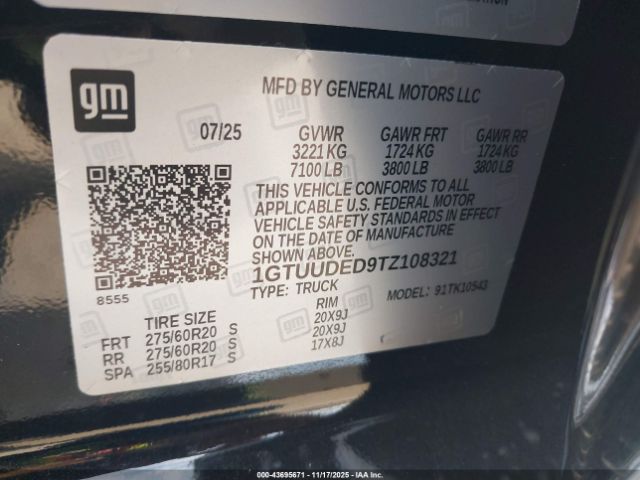 gm
MFD BY GENERAL MOTORS LLC
07/25 GVWR GAWR FRT GAWR RR
3221 KG 1724 KG 1724 KG
7100 LB 3800 LB 3800 LB
THIS VEHICLE CONFORMS TO ALL
APPLICABLE U.S. FEDERAL MOTOR
VEHICLE SAFETY STANDARDS IN EFFECT
ON THE DATE OF MANUFACTURE
SHOWN ABOVE.
1GTUUDED9TZ108321
TYPE: TRUCK MODEL: 91TK10543
8555
TIRE SIZE RIM
FRT 275/60R20 S 20X9J
RR 275/60R20 S 20X9J
SPA 255/80R17 S 17X8J
000-43695671 - 11/17/2025 - IAAI Inc. - Copart